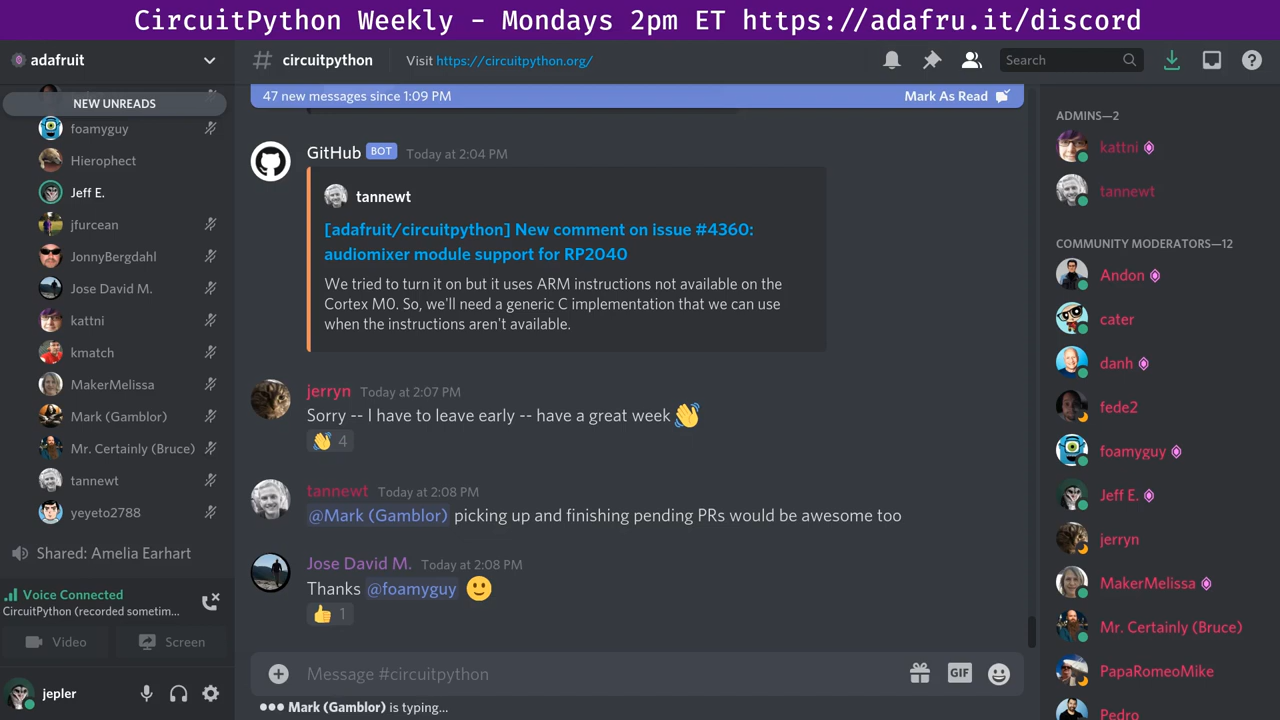 CircuitPython Weekly - Mondays 2pm ET https://adafru.it/discord
adafruit
NEW UNREADS
foamyguy
Hierophect
Jeff E.
jfurcean
JonnyBergdahl
Jose David M.
kattni
kmatch
MakerMelissa
Mark (Gamblor)
Mr. Certainly (Bruce)
tannewt
yeyeto2788
Shared: Amelia Earhart
Voice Connected
CircuitPython (recorded sometim...
Video Screen
jepler
# circuitpython Visit https://circuitpython.org/
Search
47 new messages since 1:09 PM Mark As Read
GitHub BOT Today at 2:04 PM
tannewt
[adafruit/circuitpython] New comment on issue #4360:
audiomixer module support for RP2040
We tried to turn it on but it uses ARM instructions not available on the
Cortex M0. So, we'll need a generic C implementation that we can use
when the instructions aren't available.
jerryn Today at 2:07 PM
Sorry -- I have to leave early -- have a great week 👋
👋 4
tannewt Today at 2:08 PM
@Mark (Gamblor) picking up and finishing pending PRs would be awesome too
Jose David M. Today at 2:08 PM
Thanks @foamyguy 🙂
👍 1
Message #circuitpython
GIF
Mark (Gamblor) is typing...
ADMINS—2
kattni
tannewt
COMMUNITY MODERATORS—12
Andon
cater
danh
fede2
foamyguy
Jeff E.
jerryn
MakerMelissa
Mr. Certainly (Bruce)
PapaRomeoMike
Pedro